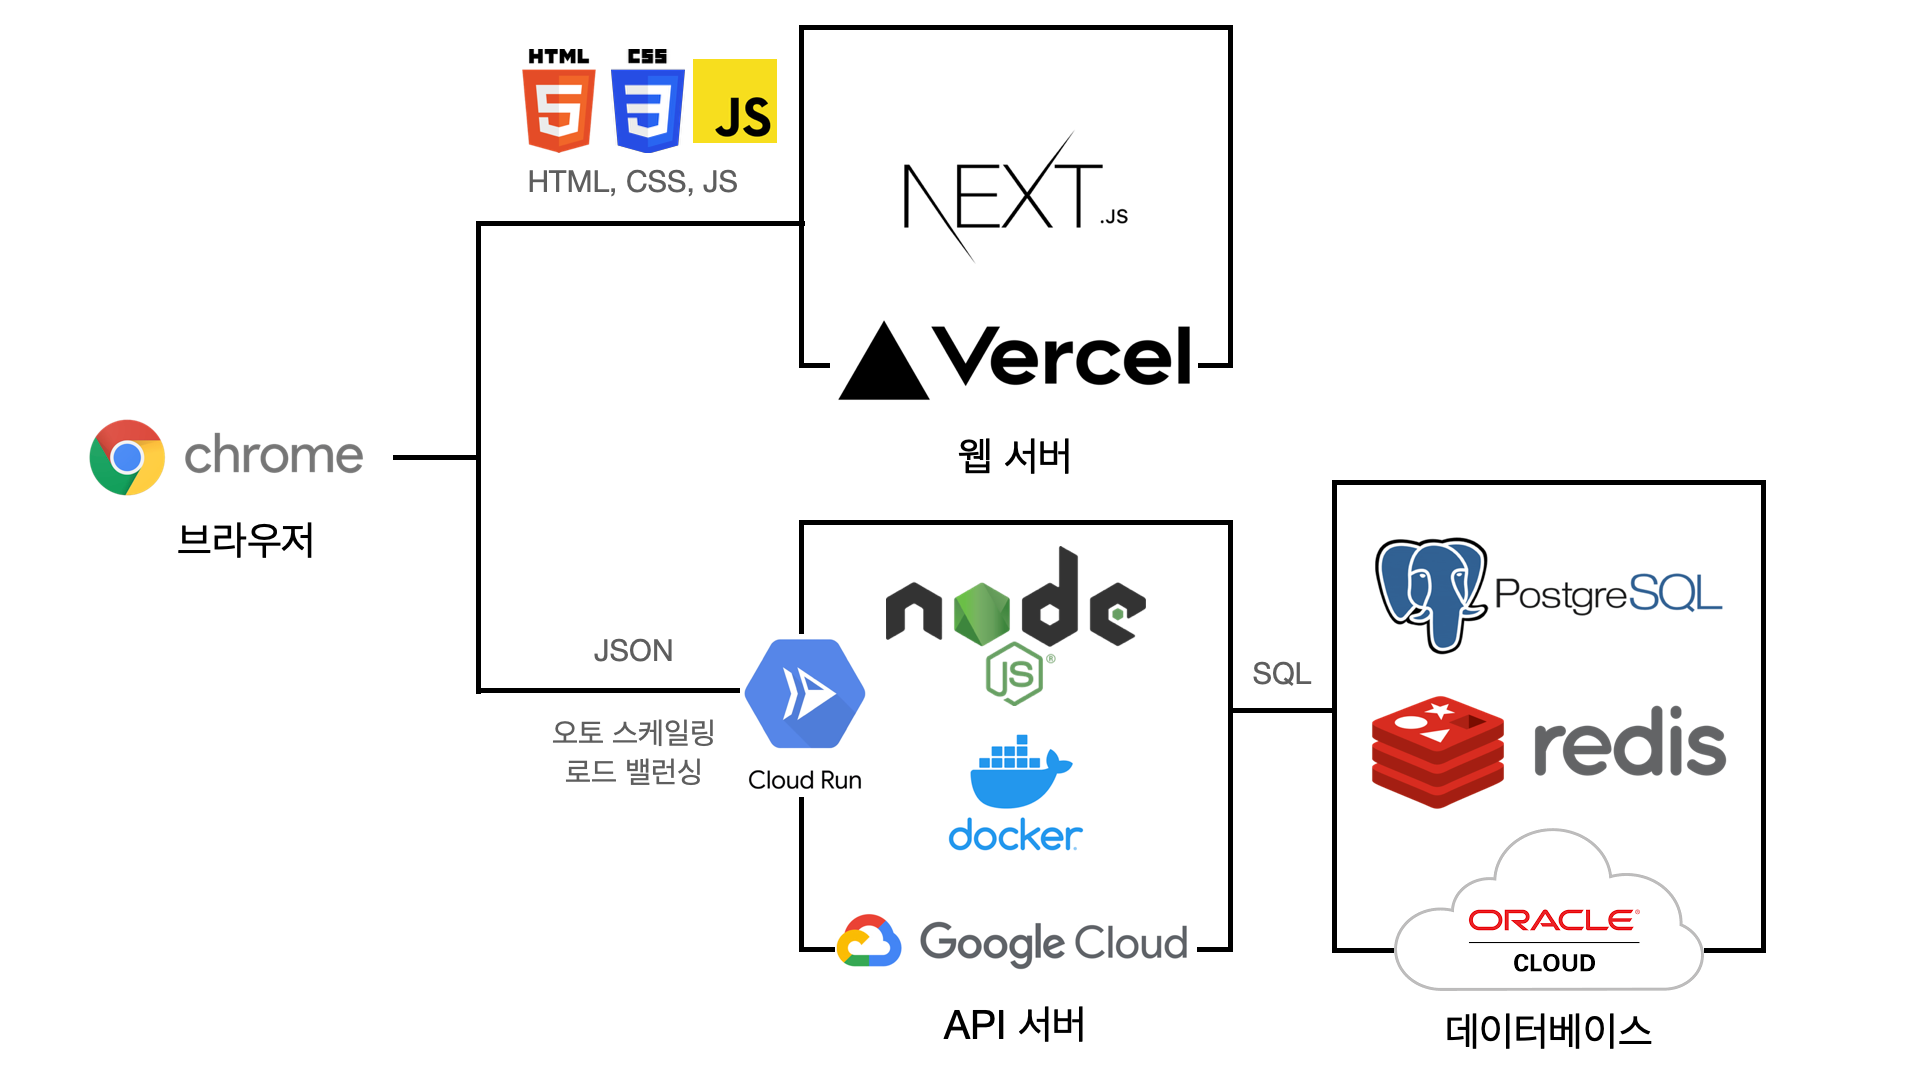 HTML
CSS
JS
HTML, CSS, JS
NEXT.JS
Vercel
웹 서버
chrome
브라우저
JSON
오토 스케일링
로드 밸런싱
Cloud Run
node
JS®
docker
Google Cloud
API 서버
SQL
PostgreSQL
redis
ORACLE®
CLOUD
데이터베이스